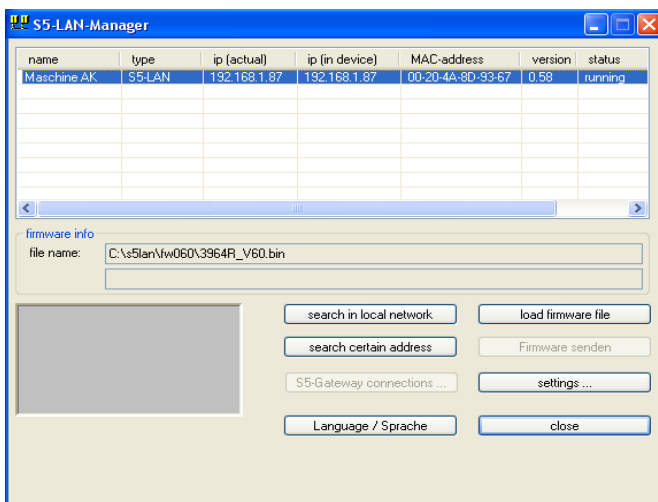 S5-LAN-Manager
name type ip (actual) ip (in device) MAC-address version status
Maschine AK S5-LAN 192.168.1.87 192.168.1.87 00-20-4A-8D-93-67 0.58 running
firmware info
file name: C:\s5lan\fw060\3964R_V60.bin
search in local network load firmware file
search certain address Firmware senden
S5-Gateway connections ... settings ...
Language / Sprache close